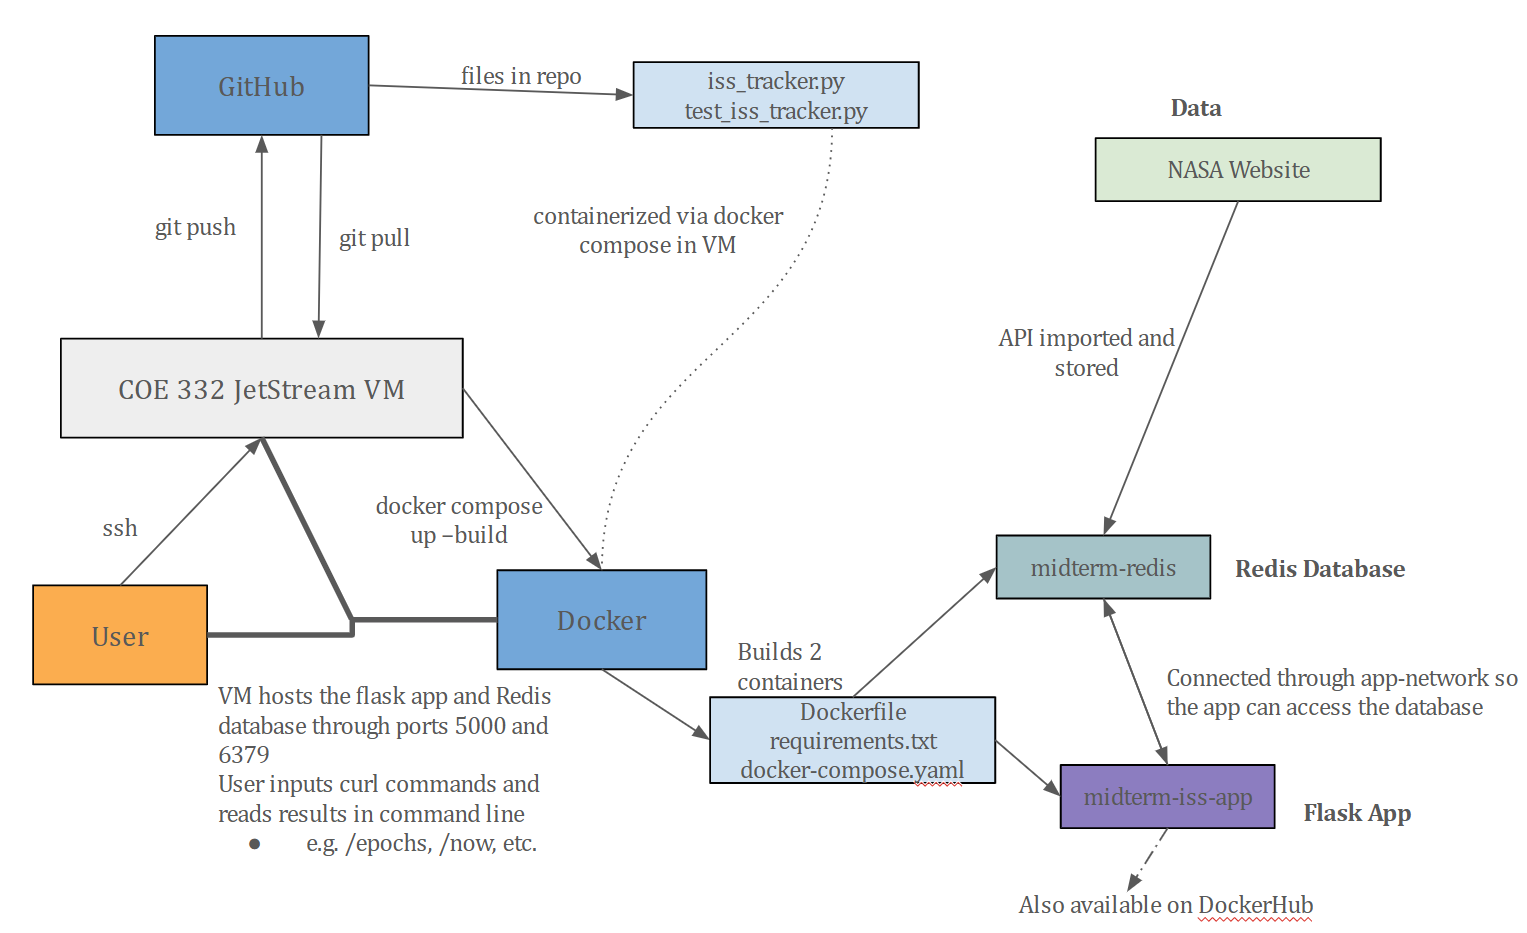 GitHub
files in repo
iss_tracker.py
test_iss_tracker.py
Data
NASA Website
git push
git pull
containerized via docker
compose in VM
API imported and
stored
COE 332 JetStream VM
ssh
docker compose
up –build
User
Docker
midterm-redis
Redis Database
Builds 2
containers
Dockerfile
requirements.txt
docker-compose.yaml
Connected through app-network so
the app can access the database
VM hosts the flask app and Redis
database through ports 5000 and
6379
User inputs curl commands and
reads results in command line
● e.g. /epochs, /now, etc.
midterm-iss-app
Flask App
Also available on DockerHub